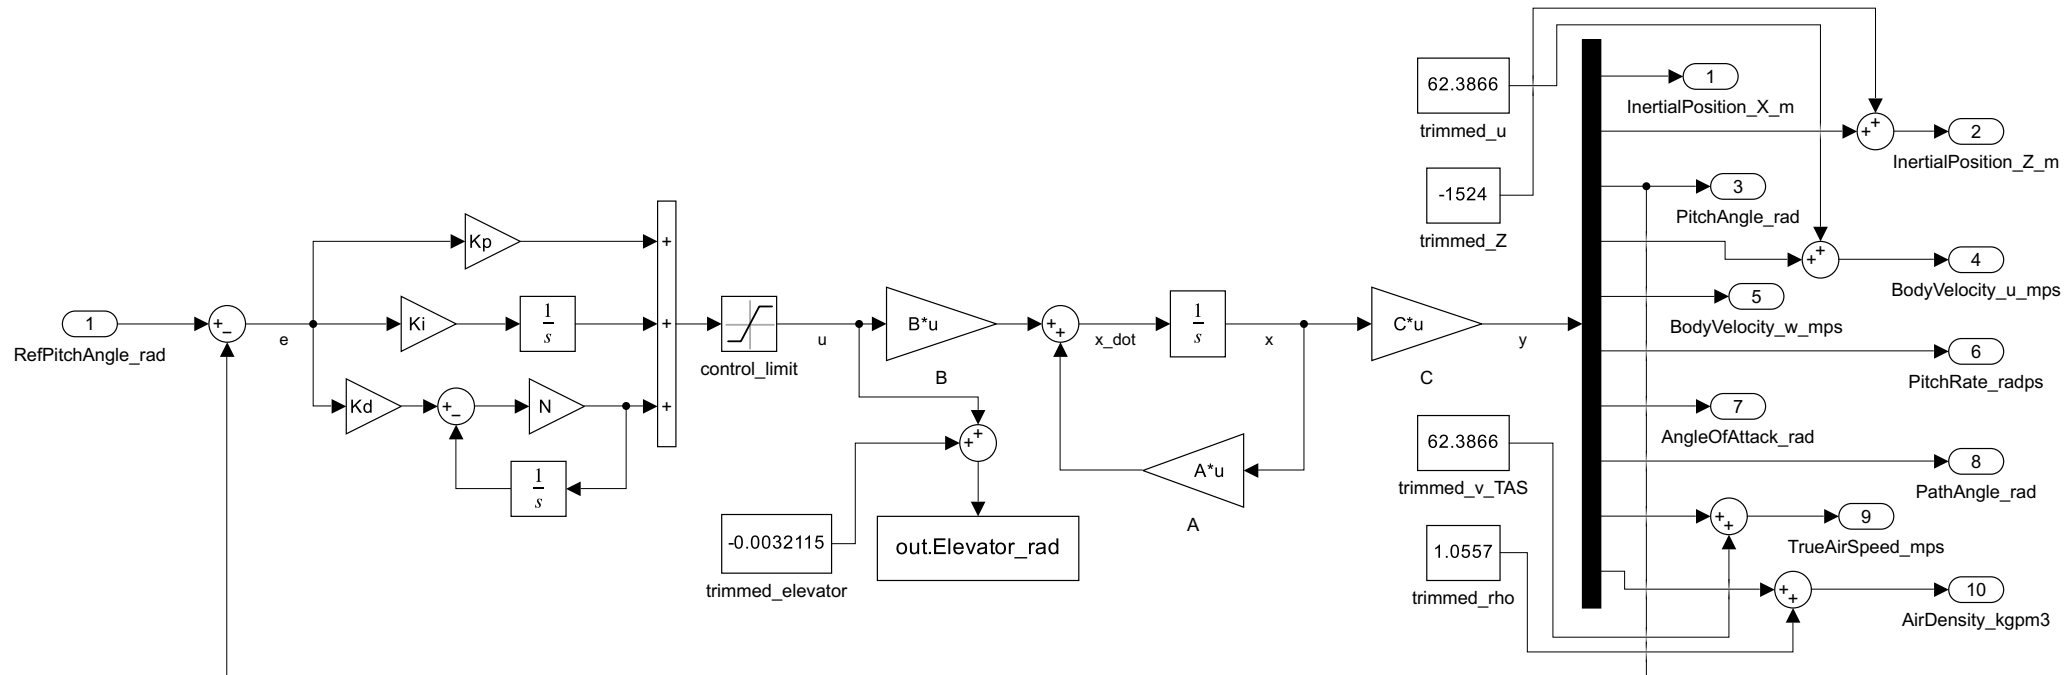 62.3866
trimmed_u
-1524
trimmed_Z
1
InertialPosition_X_m
+
+
2
InertialPosition_Z_m
3
PitchAngle_rad
+
+
4
BodyVelocity_u_mps
5
BodyVelocity_w_mps
6
PitchRate_radps
7
AngleOfAttack_rad
8
PathAngle_rad
+
+
9
TrueAirSpeed_mps
+
+
10
AirDensity_kgpm3
1
RefPitchAngle_rad
+
−
e
Kp
Ki
1
s
Kd
+
−
N
1
s
+
+
+
control_limit
u
B*u
B
+
+
x_dot
1
s
x
C*u
C
y
A*u
A
+
+
-0.0032115
trimmed_elevator
out.Elevator_rad
62.3866
trimmed_v_TAS
1.0557
trimmed_rho